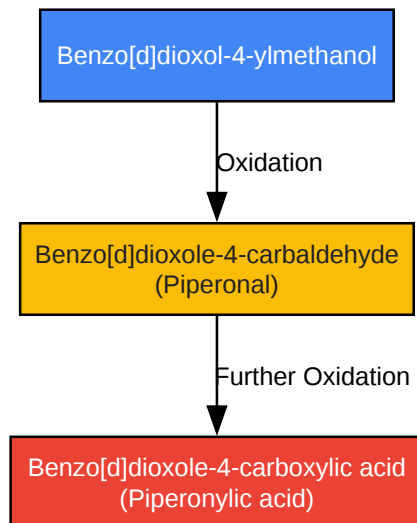 Benzo[d]dioxol-4-ylmethanol
Oxidation
Benzo[d]dioxole-4-carbaldehyde
(Piperonal)
Further Oxidation
Benzo[d]dioxole-4-carboxylic acid
(Piperonylic acid)